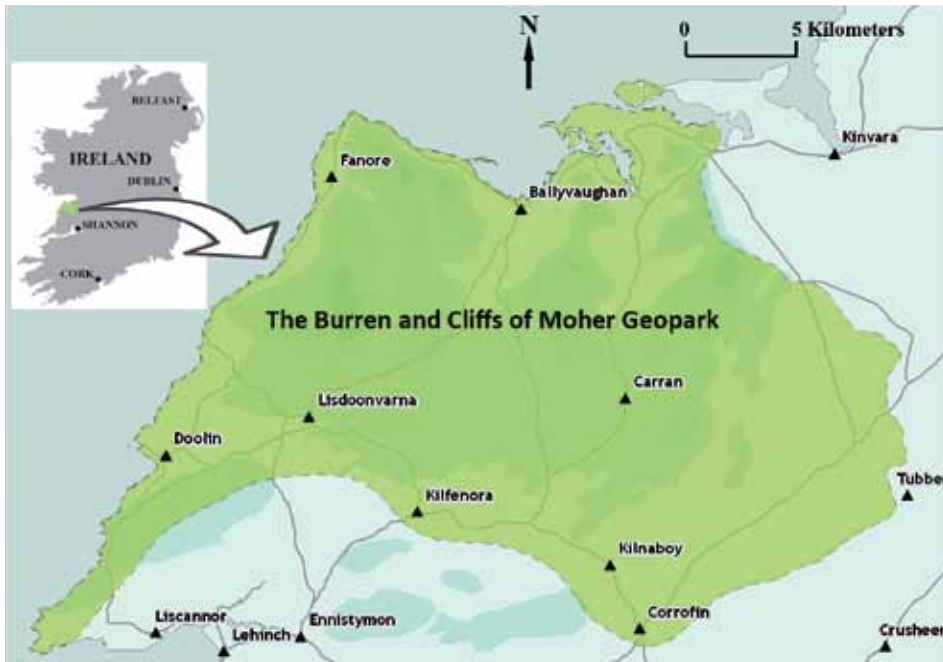 N
0 5 Kilometers
BELFAST
IRELAND
DUBLIN
SHANNON
CORK
Kinvara
Fanore
Ballyvaughan
The Burren and Cliffs of Moher Geopark
Carran
Lisdoonvarna
Doolin
Tubber
Kilfenora
Kilnaboy
Corrofin
Liscannor
Ennistymon
Lehinch
Crusheen